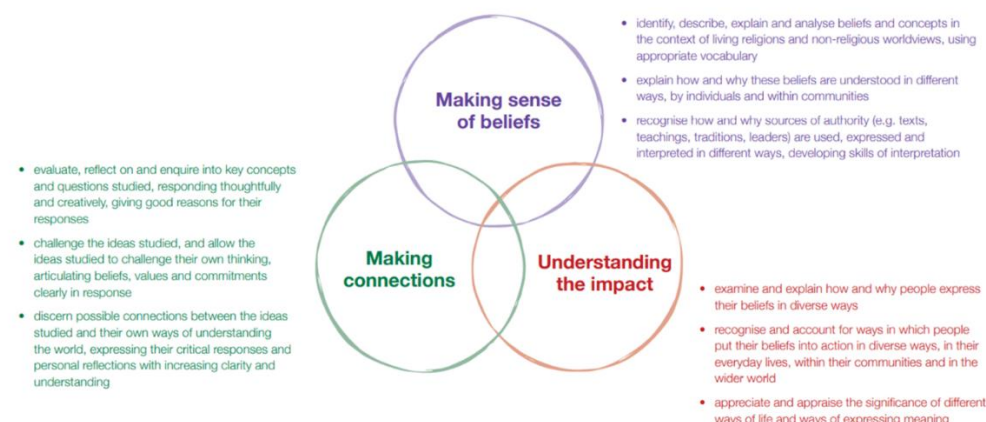 Making sense
of beliefs
• identify, describe, explain and analyse beliefs and concepts in
the context of living religions and non-religious worldviews, using
appropriate vocabulary
• explain how and why these beliefs are understood in different
ways, by individuals and within communities
• recognise how and why sources of authority (e.g. texts,
teachings, traditions, leaders) are used, expressed and
interpreted in different ways, developing skills of interpretation
• evaluate, reflect on and enquire into key concepts
and questions studied, responding thoughtfully
and creatively, giving good reasons for their
responses
• challenge the ideas studied, and allow the
ideas studied to challenge their own thinking,
articulating beliefs, values and commitments
clearly in response
• discern possible connections between the ideas
studied and their own ways of understanding
the world, expressing their critical responses and
personal reflections with increasing clarity and
understanding
Making
connections
Understanding
the impact
• examine and explain how and why people express
their beliefs in diverse ways
• recognise and account for ways in which people
put their beliefs into action in diverse ways, in their
everyday lives, within their communities and in the
wider world
• appreciate and appraise the significance of different
ways of life and ways of expressing meaning